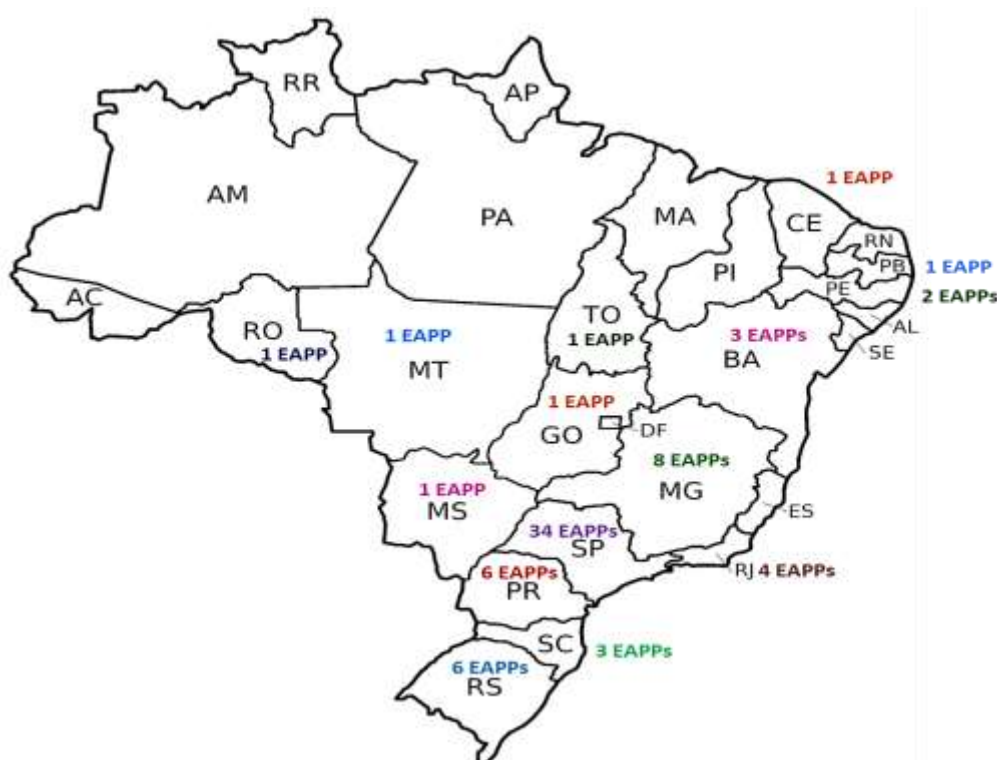 RR
AP
AM
PA
MA
1 EAPP
CE
RN
PB
1 EAPP
PI
PE
2 EAPPs
AC
TO
AL
RO
1 EAPP
1 EAPP
1 EAPP
3 EAPPs
SE
MT
BA
1 EAPP
GO
DF
8 EAPPs
MG
1 EAPP
MS
ES
34 EAPPs
SP
RJ 4 EAPPs
6 EAPPs
PR
SC
3 EAPPs
6 EAPPs
RS